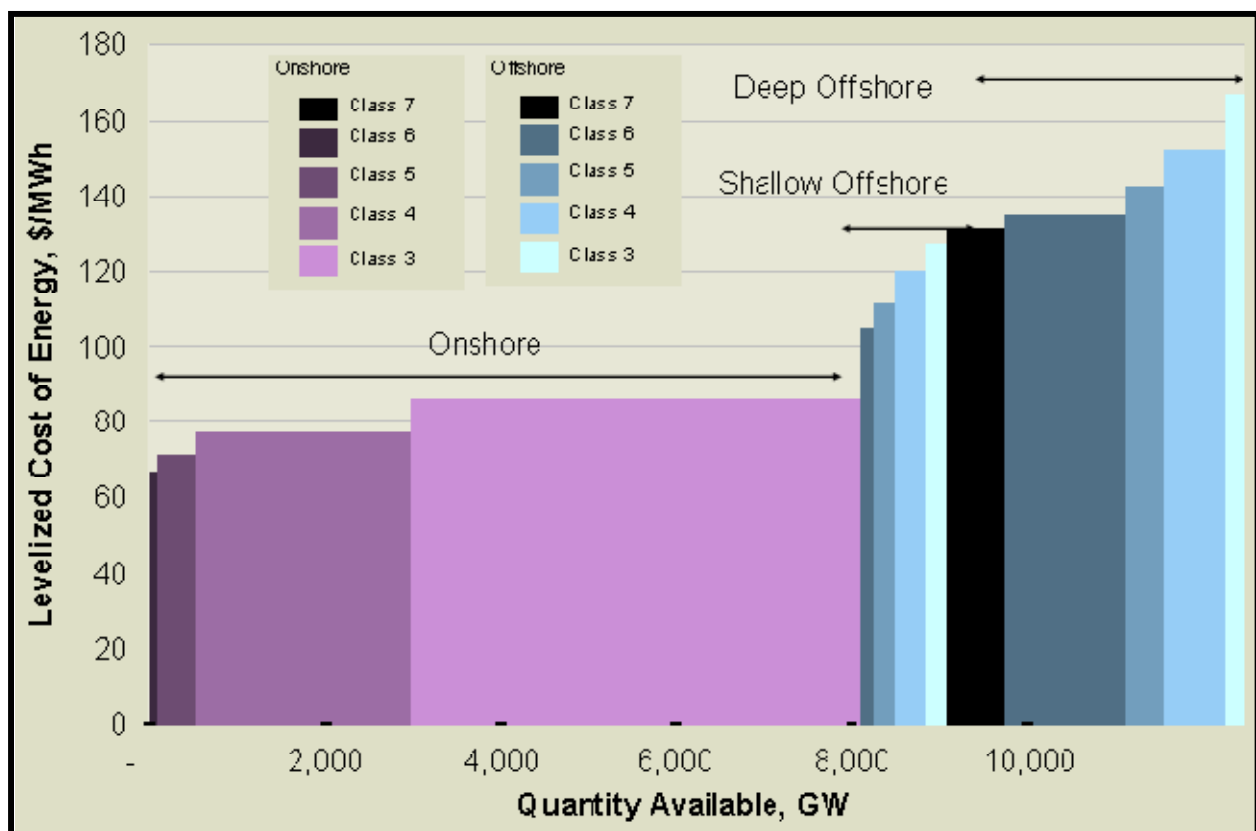 180
160
140
120
100
80
60
40
20
0
Levelized Cost of Energy, $/MWh
Onshore
Class 7
Class 6
Class 5
Class 4
Class 3
Offshore
Class 7
Class 6
Class 5
Class 4
Class 3
Deep Offshore
Shallow Offshore
Onshore
-
2,000
4,000
6,000
8,000
10,000
Quantity Available, GW